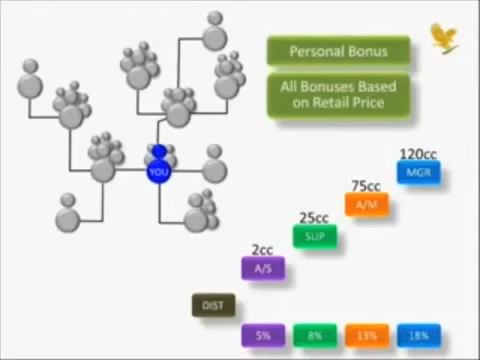 Personal Bonus
All Bonuses Based
on Retail Price
YOU
120cc
MGR
75cc
A/M
25cc
SUP
2cc
A/S
DIST
5%
8%
13%
18%